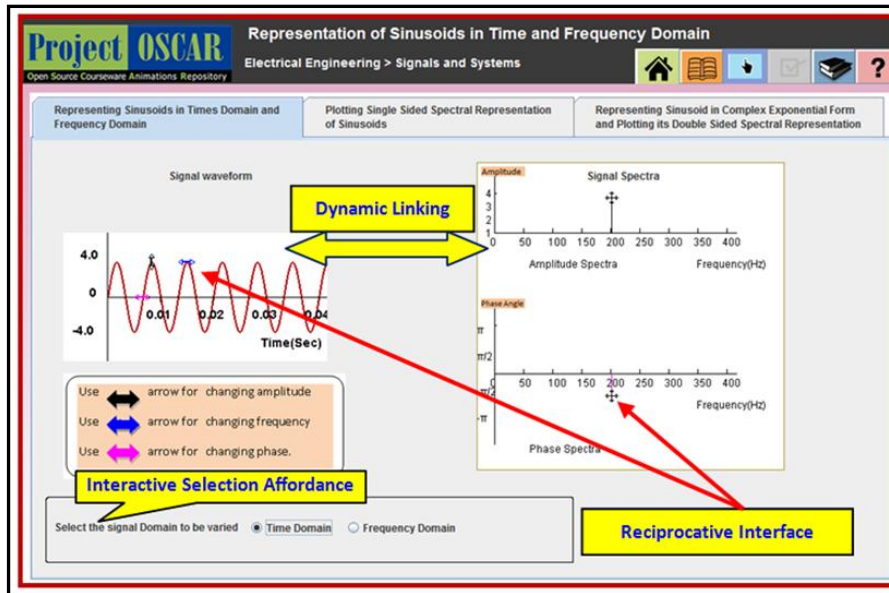 Project OSCAR
Open Source Courseware Animations Repository
Representation of Sinusoids in Time and Frequency Domain
Electrical Engineering > Signals and Systems
?
Representing Sinusoids in Times Domain and
Frequency Domain
Plotting Single Sided Spectral Representation
of Sinusoids
Representing Sinusoid in Complex Exponential Form
and Plotting its Double Sided Spectral Representation
Signal waveform
4.0
0
-4.0
0.01 0.02 0.03 0.04
Time(Sec)
Dynamic Linking
Amplitude
Signal Spectra
4
3
2
1
0 50 100 150 200 250 300 350 400
Amplitude Spectra Frequency(Hz)
Phase Angle
π
π/2
0 50 100 150 200 250 300 350 400
-π/2
-π
Frequency(Hz)
Phase Spectra
Use arrow for changing amplitude
Use arrow for changing frequency
Use arrow for changing phase.
Interactive Selection Affordance
Select the signal Domain to be varied Time Domain Frequency Domain
Reciprocative Interface